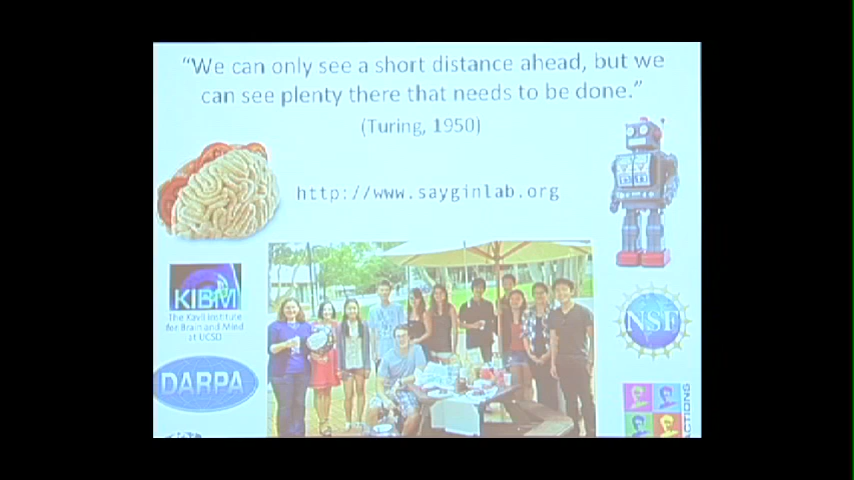 “We can only see a short distance ahead, but we
can see plenty there that needs to be done.”
(Turing, 1950)
http://www.sayginlab.org
KIBM
The Kavli Institute
for Brain and Mind
at UCSD
DARPA
NSF
ACTIONS